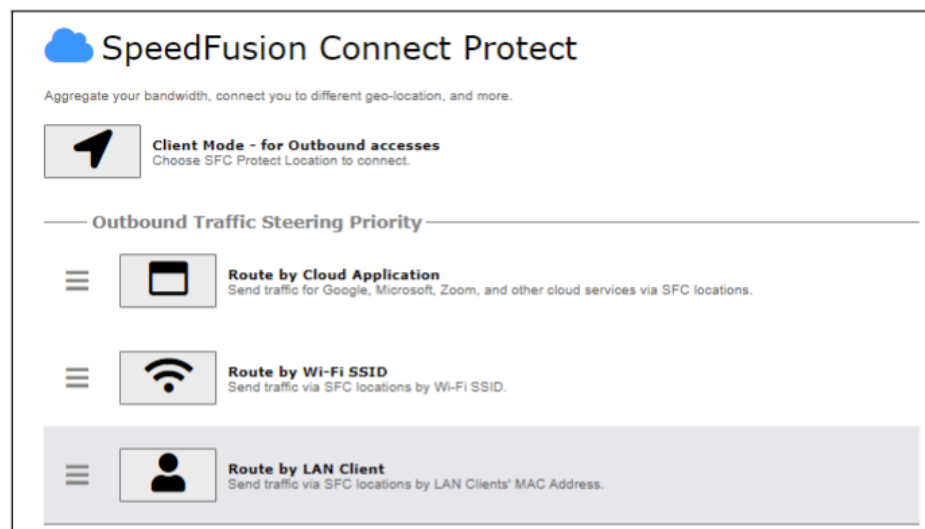 SpeedFusion Connect Protect
Aggregate your bandwidth, connect you to different geo-location, and more.
Client Mode - for Outbound accesses
Choose SFC Protect Location to connect.
Outbound Traffic Steering Priority
Route by Cloud Application
Send traffic for Google, Microsoft, Zoom, and other cloud services via SFC locations.
Route by Wi-Fi SSID
Send traffic via SFC locations by Wi-Fi SSID.
Route by LAN Client
Send traffic via SFC locations by LAN Clients' MAC Address.